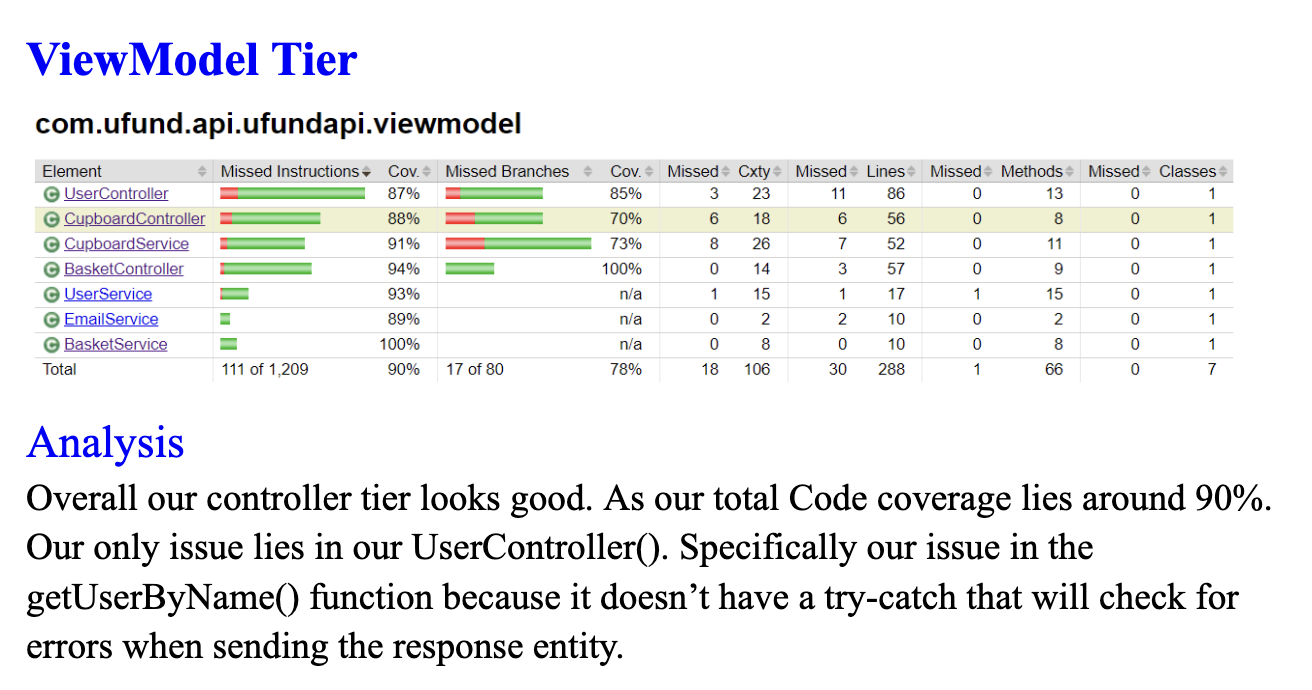 ViewModel Tier
com.ufund.api.ufundapi.viewmodel
Element Missed Instructions Cov. Missed Branches Cov. Missed Cxty Missed Lines Missed Methods Missed Classes
UserController 87% 85% 3 23 11 86 0 13 0 1
CupboardController 88% 70% 6 18 6 56 0 8 0 1
CupboardService 91% 73% 8 26 7 52 0 11 0 1
BasketController 94% 100% 0 14 3 57 0 9 0 1
UserService 93% n/a 1 15 1 17 1 15 0 1
EmailService 89% n/a 0 2 2 10 0 2 0 1
BasketService 100% n/a 0 8 0 10 0 8 0 1
Total 111 of 1,209 90% 17 of 80 78% 18 106 30 288 1 66 0 7
Analysis
Overall our controller tier looks good. As our total Code coverage lies around 90%.
Our only issue lies in our UserController(). Specifically our issue in the
getUserByName() function because it doesn’t have a try-catch that will check for
errors when sending the response entity.